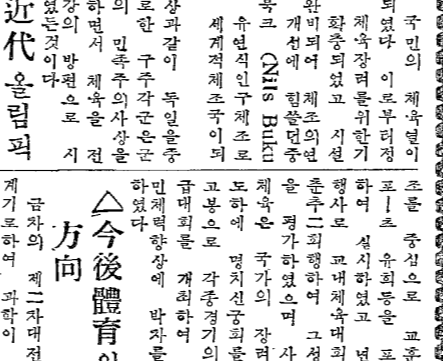 국민의 체육열이
되였다 이로부터정
체육장려를위한기
확충되었고 시설
완비되어 체조의연
개선에 힘쓸던중
북크 CNils Buku
유연식인구체조로
세계적체조국이되
상과같이 독일을중
로한 구주각군은군
의 민족주의사상을
하면서 체육을 전
강의 방편으로 시
였든것이다
近代 올림픽
조를 중심으로 교훈
포ー츠 유희등을 포
하여 실시하였고 년
행사로 교내체육대회
춘추二회행하여 그성
을 평가하였으며 사
체육은 국가의 장려
도하에 명치신궁회를
고봉으로 각종경기의
급대회를 개최하여
민체력향상에 박차를
하였다
△今後體育의
方向
금차의 제二차대전
계기로하여 과학이